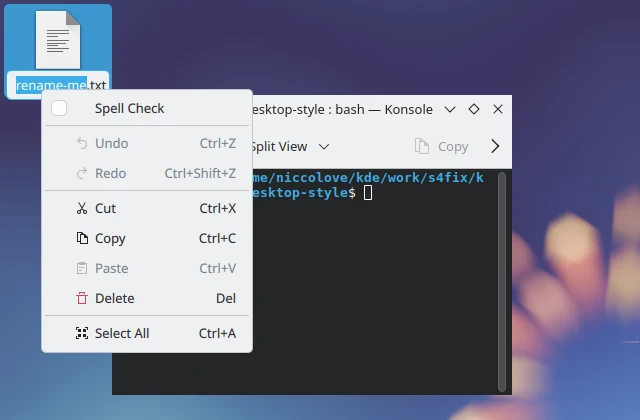 rename-me.txt
esktop-style : bash — Konsole
Split View
Copy
me/niccolove/kde/work/s4fix/k
esktop-style$
Spell Check
Undo Ctrl+Z
Redo Ctrl+Shift+Z
Cut Ctrl+X
Copy Ctrl+C
Paste Ctrl+V
Delete Del
Select All Ctrl+A